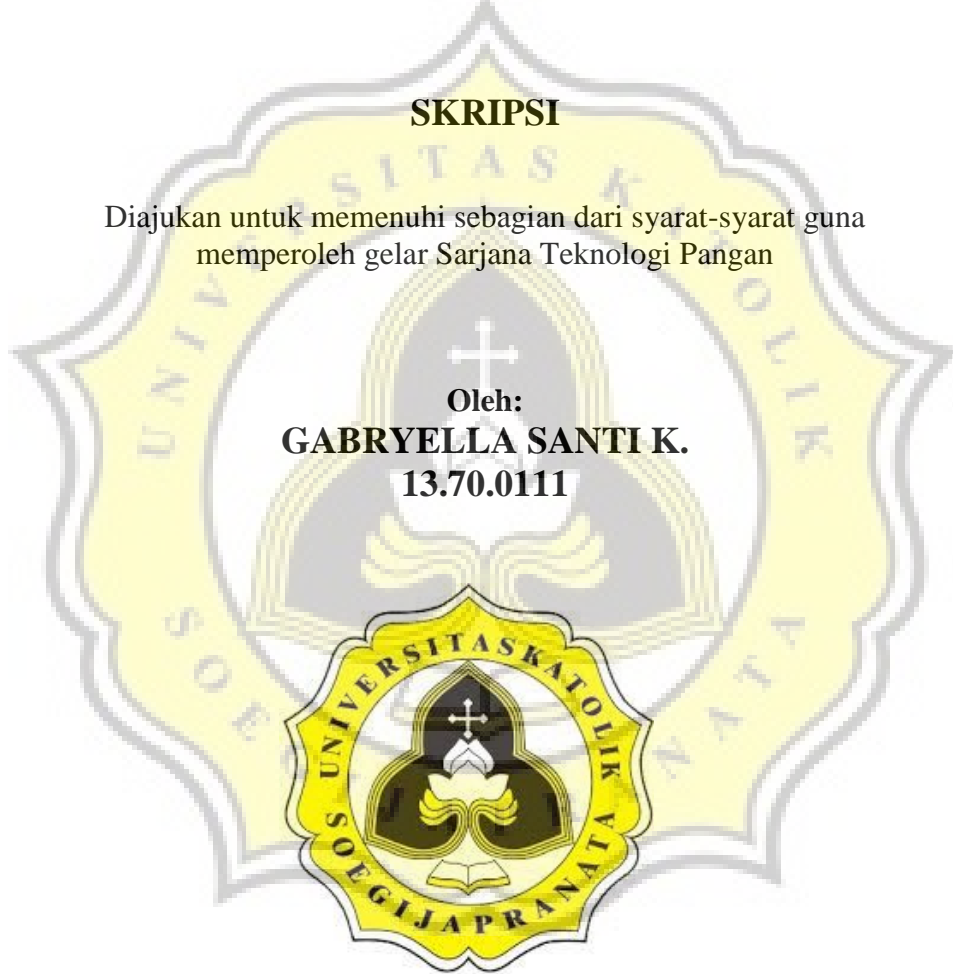 SKRIPSI
Diajukan untuk memenuhi sebagian dari syarat-syarat guna
memperoleh gelar Sarjana Teknologi Pangan
Oleh:
GABRYELLA SANTI K.
13.70.0111
UNIVERSITAS KATOLIK
SOEGIJAPRANATA